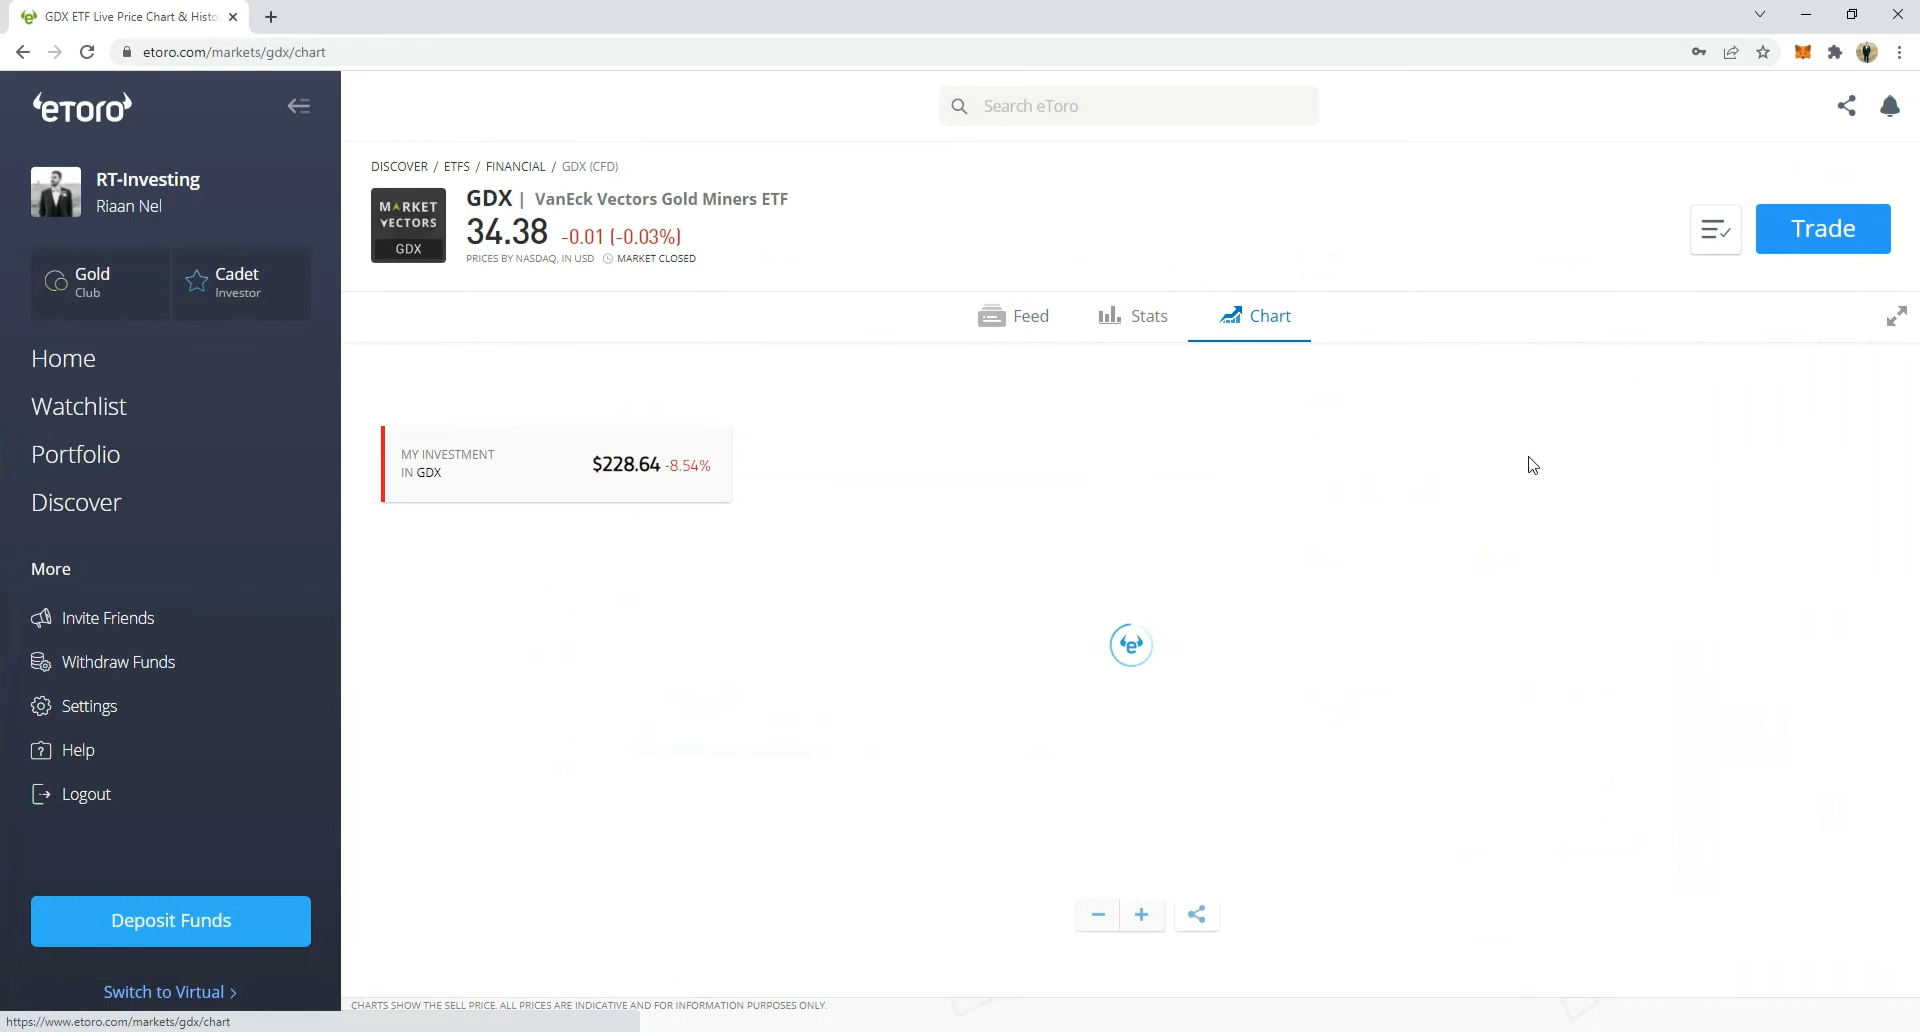 GDX ETF Live Price Chart & Histo
etoro.com/markets/gdx/chart
eToro
RT-Investing
Riaan Nel
Gold
Club
Cadet
Investor
Home
Watchlist
Portfolio
Discover
More
Invite Friends
Withdraw Funds
Settings
Help
Logout
Deposit Funds
Switch to Virtual >
https://www.etoro.com/markets/gdx/chart
Search eToro
DISCOVER / ETFS / FINANCIAL / GDX (CFD)
MARKET
VECTORS
GDX
GDX | VanEck Vectors Gold Miners ETF
34.38 -0.01 (-0.03%)
PRICES BY NASDAQ, IN USD MARKET CLOSED
Trade
Feed
Stats
Chart
MY INVESTMENT
IN GDX
$228.64 -8.54%
e
CHARTS SHOW THE SELL PRICE. ALL PRICES ARE INDICATIVE AND FOR INFORMATION PURPOSES ONLY.